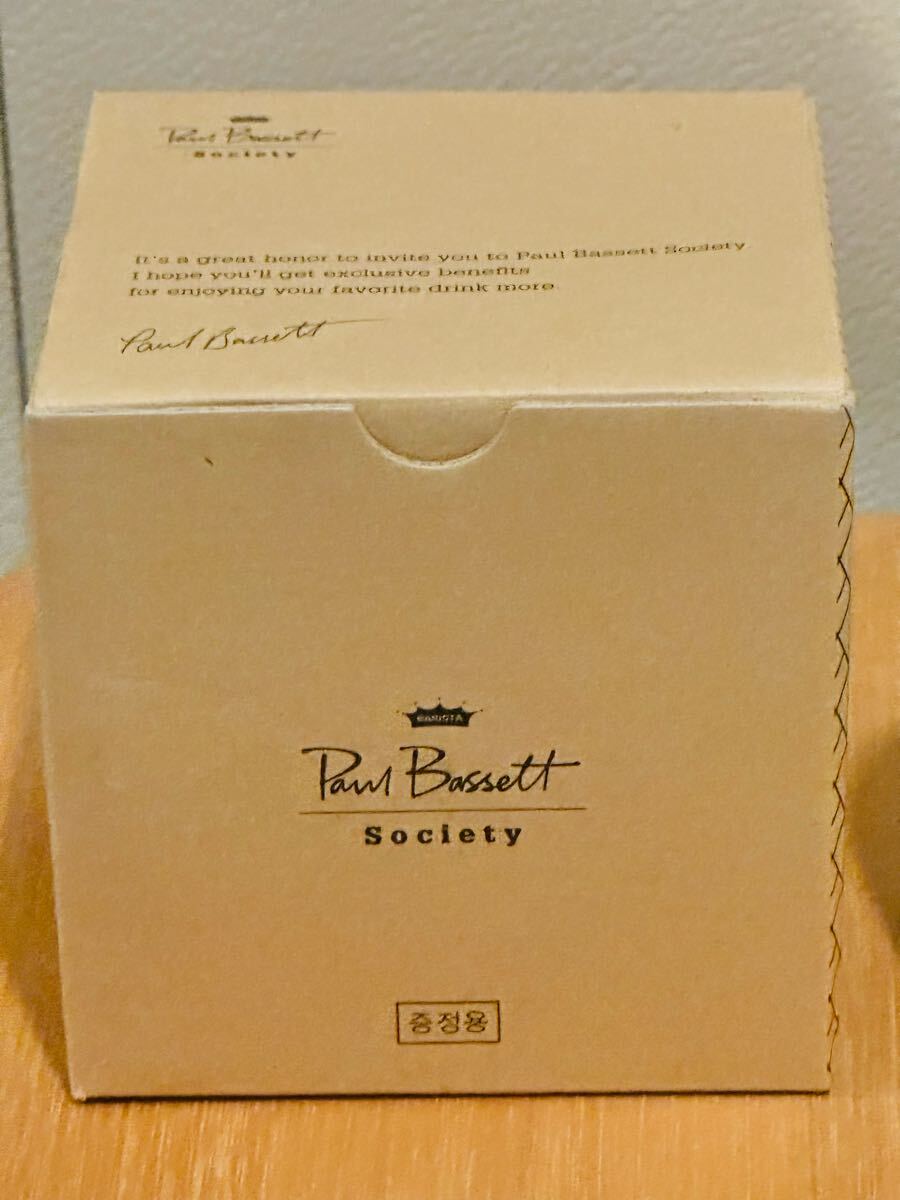 Paul Bassett
Society
It's a great honor to invite you to Paul Bassett Society
I hope you'll get exclusive benefits
for enjoying your favorite drink more
Paul Bassett
BARISTA
Paul Bassett
Society
증정용